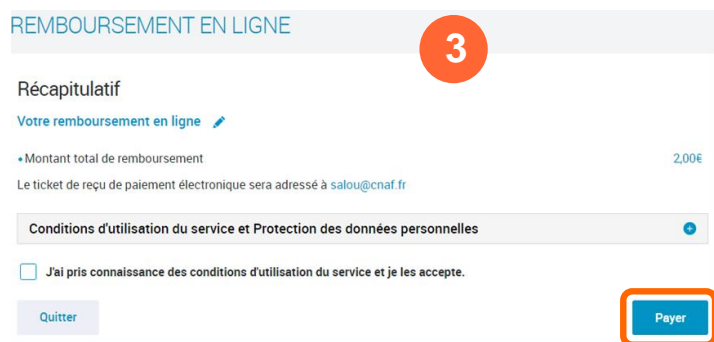 REMBOURSEMENT EN LIGNE
3
Récapitulatif
Votre remboursement en ligne
• Montant total de remboursement 2,00€
Le ticket de reçu de paiement électronique sera adressé à salou@cnaf.fr
Conditions d'utilisation du service et Protection des données personnelles
J'ai pris connaissance des conditions d'utilisation du service et je les accepte.
Quitter Payer